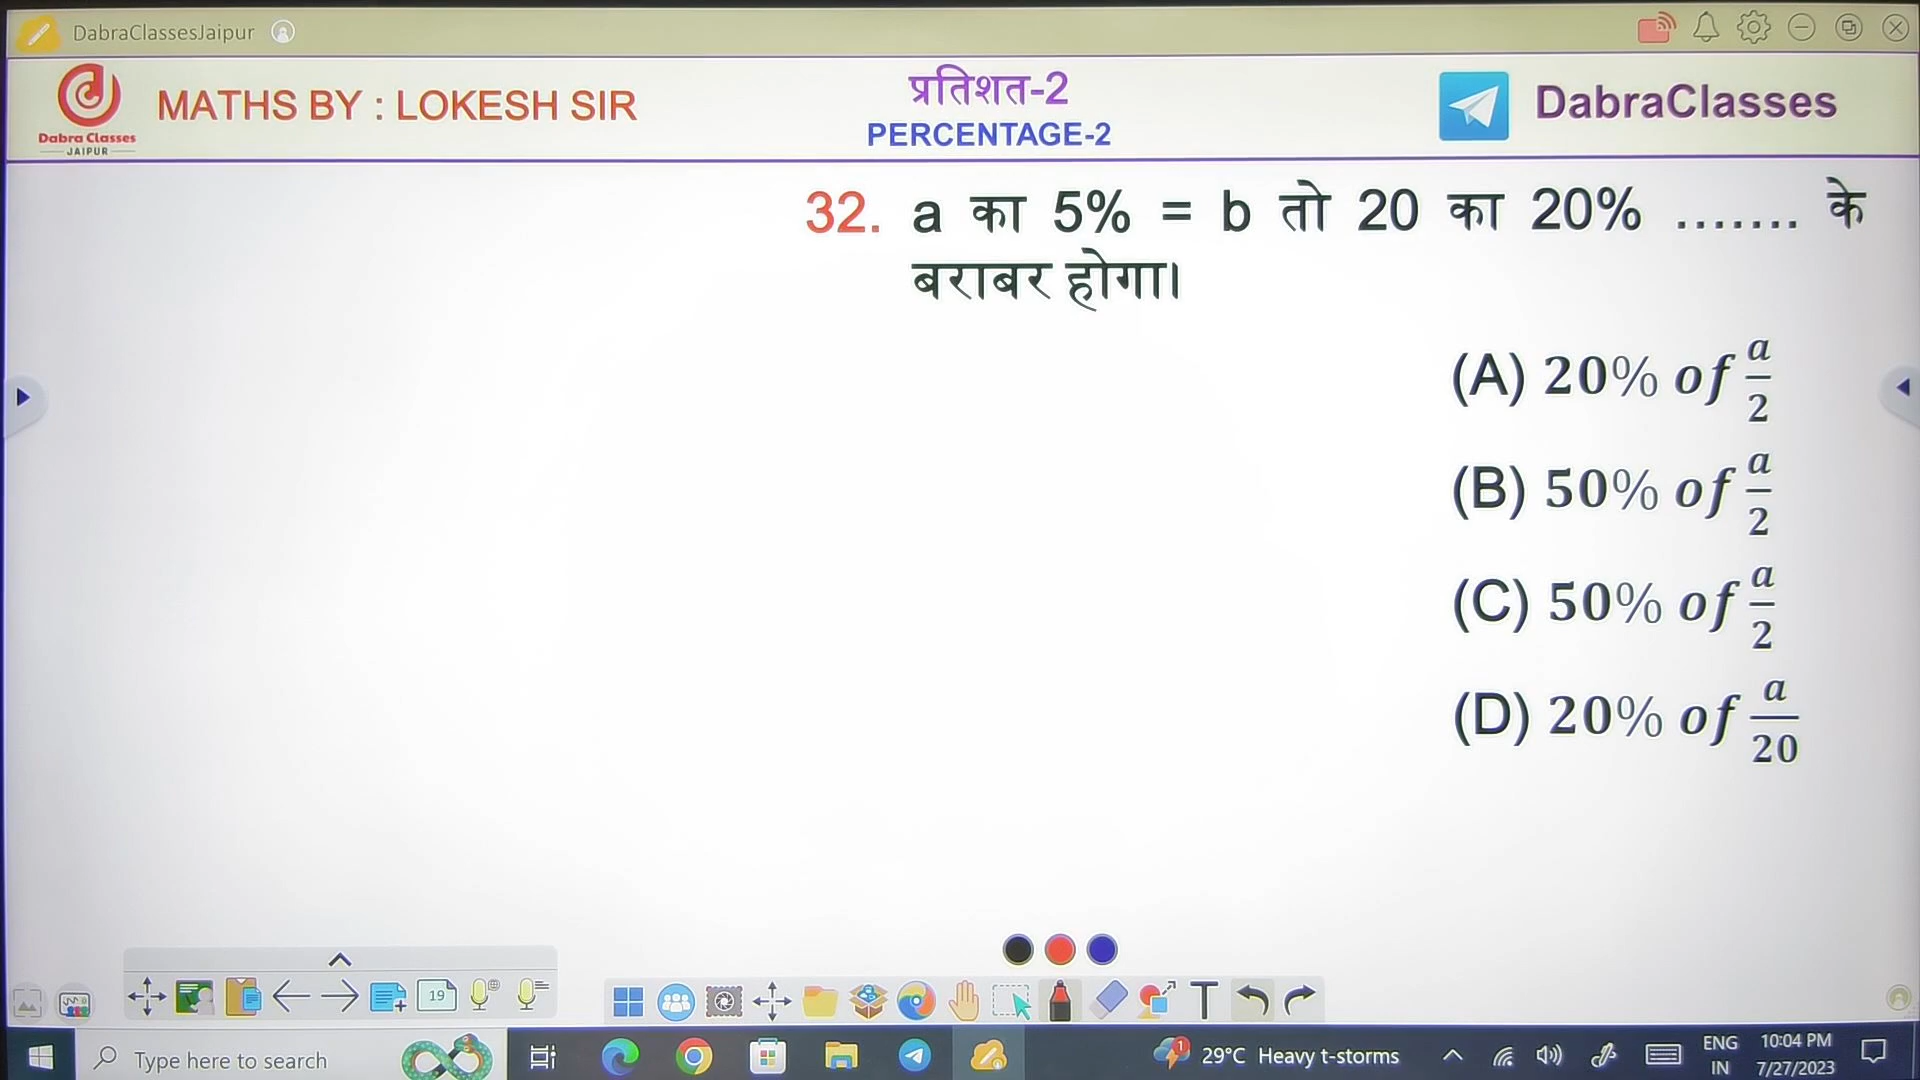 DabraClassesJaipur
Dabra Classes
JAIPUR
MATHS BY : LOKESH SIR
प्रतिशत-2
PERCENTAGE-2
DabraClasses
32. a का 5% = b तो 20 का 20% ....... के
बराबर होगा।
(A) 20% of a/2
(B) 50% of a/2
(C) 50% of a/2
(D) 20% of a/20
19
T
Type here to search
1
29°C Heavy t-storms
ENG
IN
10:04 PM
7/27/2023